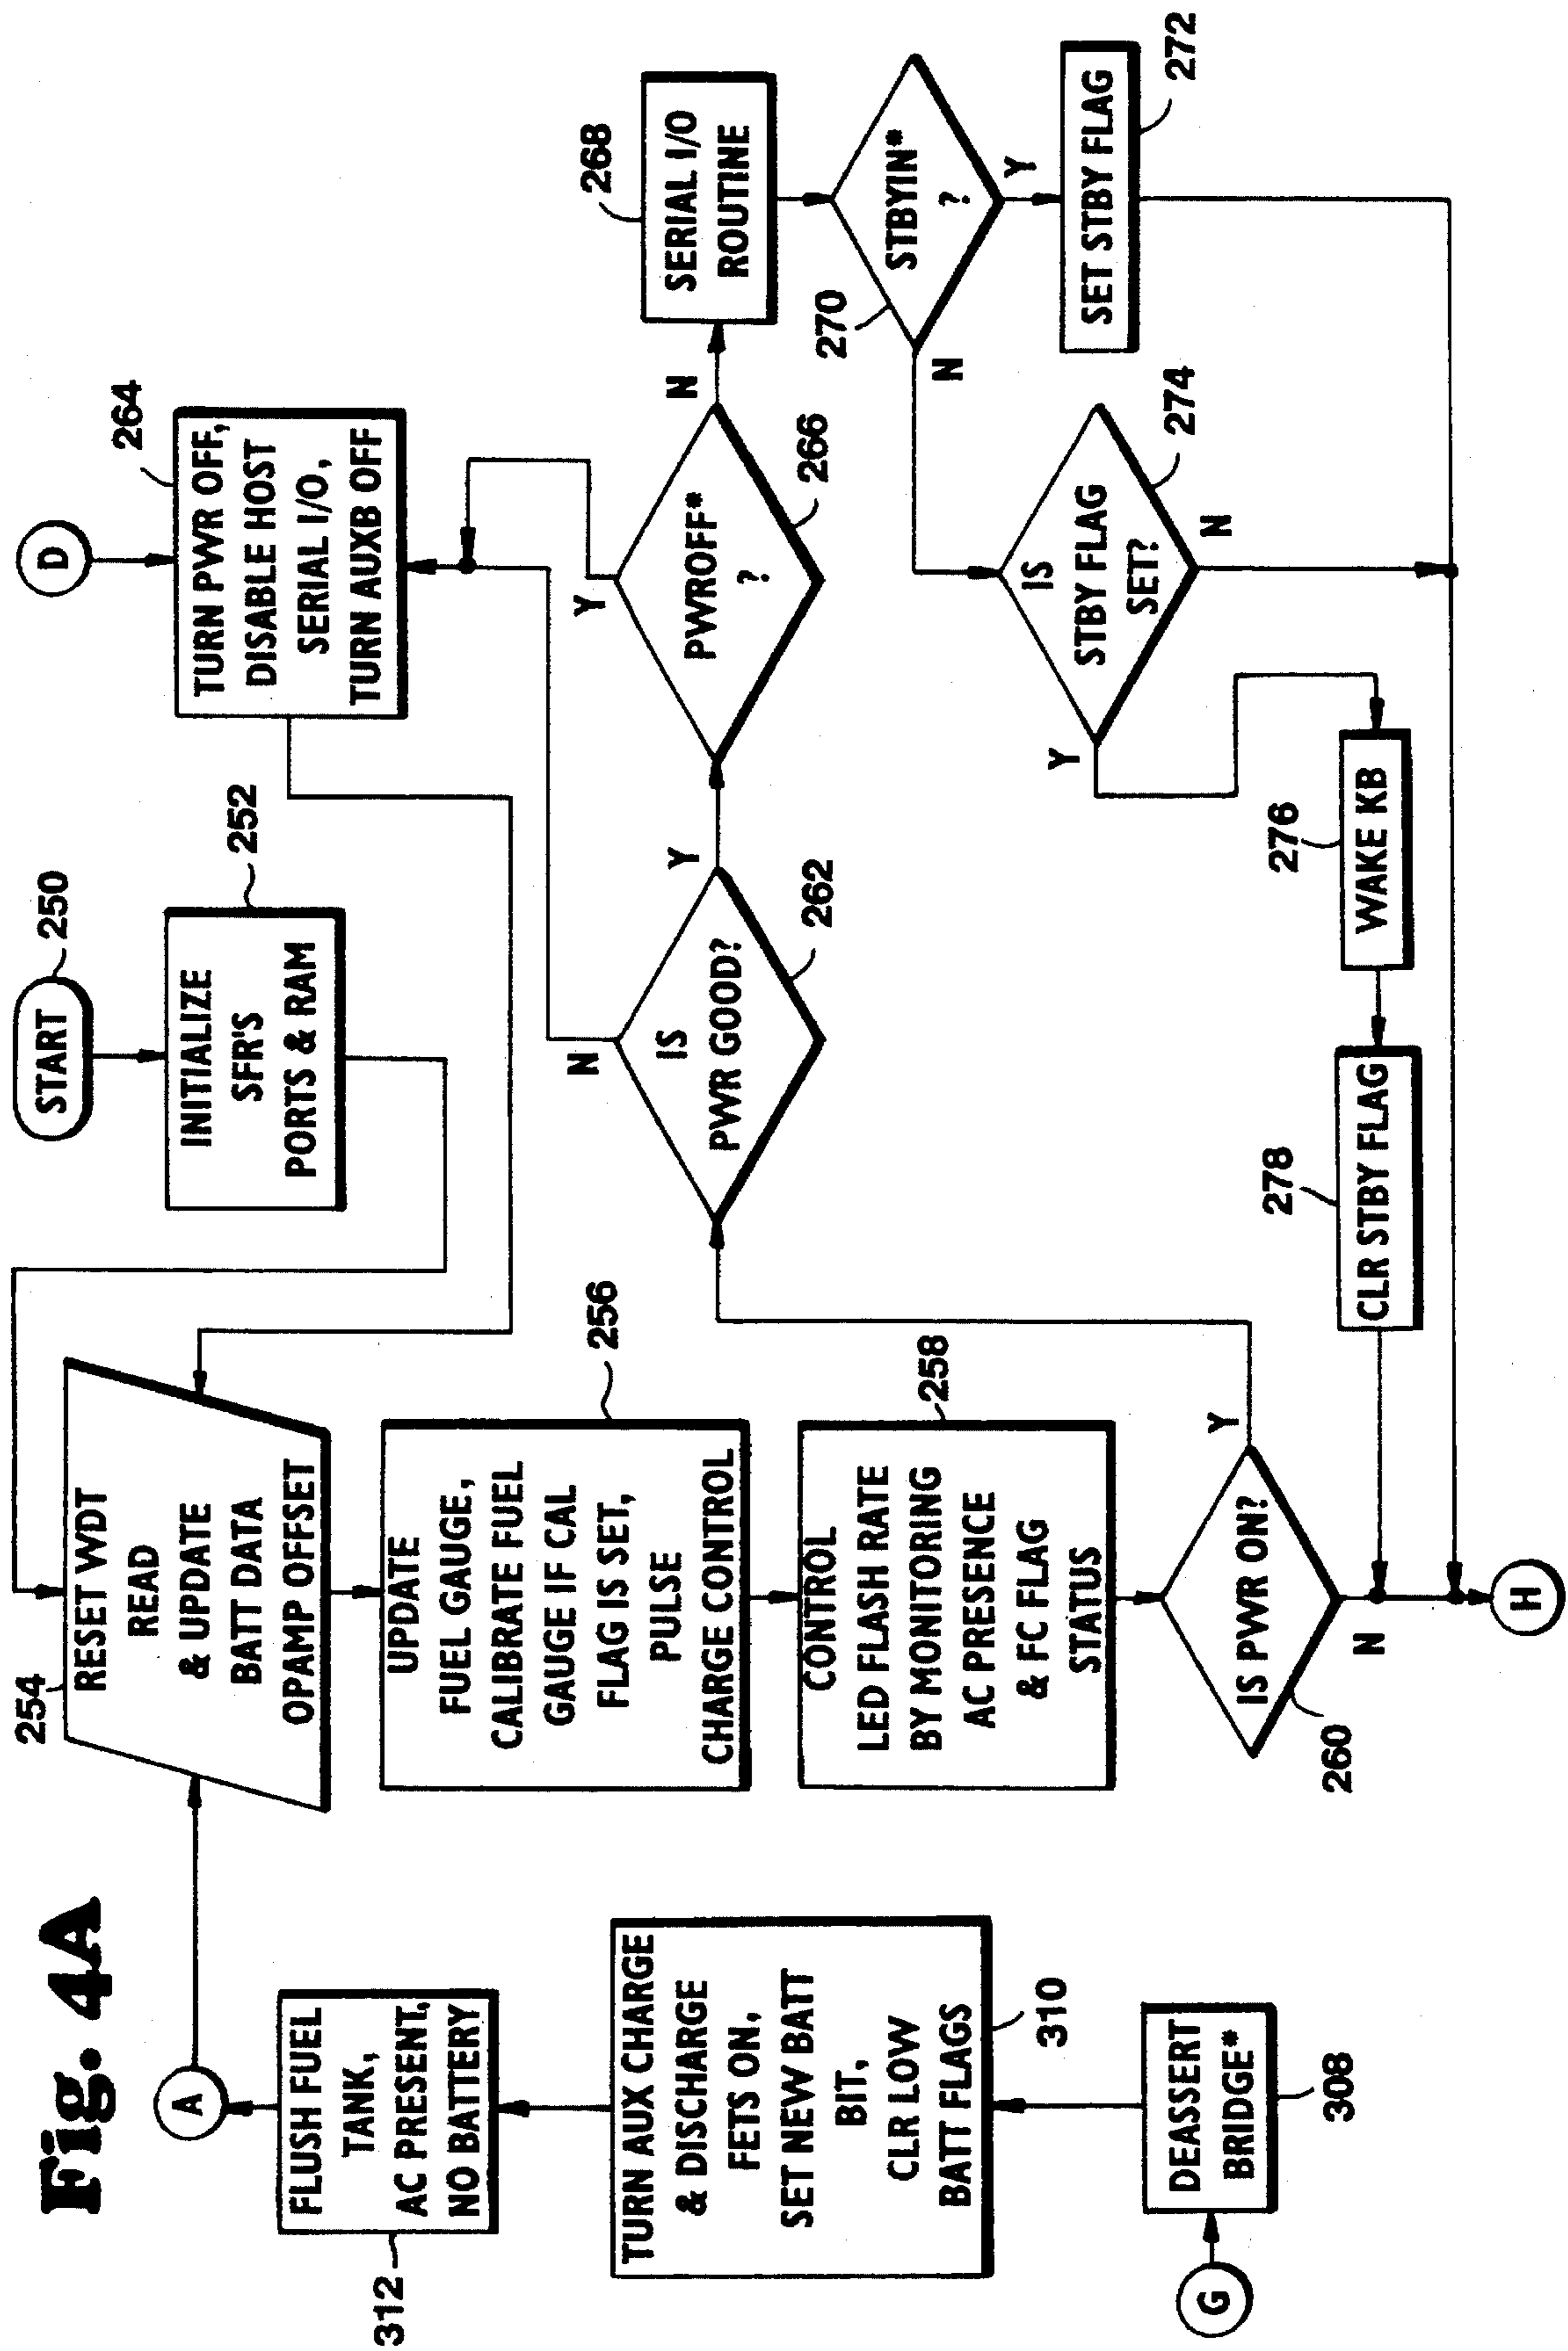 Fig. 4A
START
250
INITIALIZE
SFR'S
PORTS & RAM
252
D
TURN PWR OFF,
DISABLE HOST
SERIAL I/O,
TURN AUXB OFF
264
A
254
RESET WDT
READ
& UPDATE
BATT DATA
OPAMP OFFSET
FLUSH FUEL
TANK,
AC PRESENT,
NO BATTERY
312
UPDATE
FUEL GAUGE,
CALIBRATE FUEL
GAUGE IF CAL
FLAG IS SET,
PULSE
CHARGE CONTROL
256
N
IS
PWR GOOD?
262
Y
Y
PWROFF*
?
266
N
268
SERIAL I/O
ROUTINE
TURN AUX CHARGE
& DISCHARGE
FETS ON,
SET NEW BATT
BIT,
CLR LOW
BATT FLAGS
310
CONTROL
LED FLASH RATE
BY MONITORING
AC PRESENCE
& FC FLAG
STATUS
258
270
STBYIN*
?
N
Y
IS
STBY FLAG
SET?
274
Y
N
SET STBY FLAG
272
G
DEASSERT
BRIDGE*
308
IS PWR ON?
260
Y
N
278
CLR STBY FLAG
276
WAKE KB
H